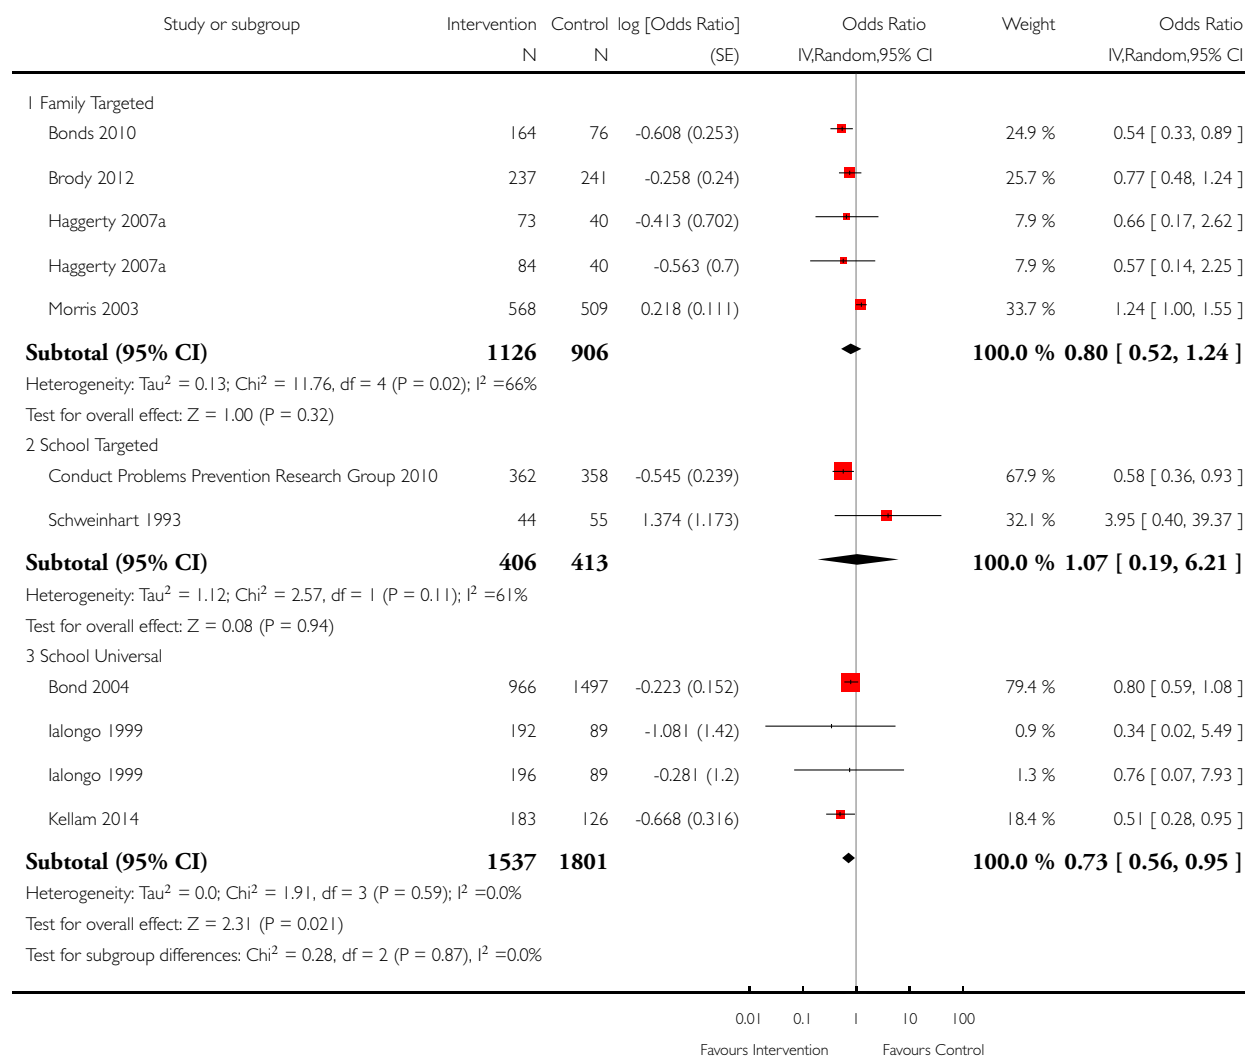 Study or subgroup Intervention Control log [Odds Ratio] Odds Ratio Weight Odds Ratio
N N (SE) IV,Random,95% CI IV,Random,95% CI
1 Family Targeted
Bonds 2010 164 76 -0.608 (0.253) 24.9 % 0.54 [ 0.33, 0.89 ]
Brody 2012 237 241 -0.258 (0.24) 25.7 % 0.77 [ 0.48, 1.24 ]
Haggerty 2007a 73 40 -0.413 (0.702) 7.9 % 0.66 [ 0.17, 2.62 ]
Haggerty 2007a 84 40 -0.563 (0.7) 7.9 % 0.57 [ 0.14, 2.25 ]
Morris 2003 568 509 0.218 (0.111) 33.7 % 1.24 [ 1.00, 1.55 ]
Subtotal (95% CI) 1126 906 100.0 % 0.80 [ 0.52, 1.24 ]
Heterogeneity: Tau² = 0.13; Chi² = 11.76, df = 4 (P = 0.02); I² =66%
Test for overall effect: Z = 1.00 (P = 0.32)
2 School Targeted
Conduct Problems Prevention Research Group 2010 362 358 -0.545 (0.239) 67.9 % 0.58 [ 0.36, 0.93 ]
Schweinhart 1993 44 55 1.374 (1.173) 32.1 % 3.95 [ 0.40, 39.37 ]
Subtotal (95% CI) 406 413 100.0 % 1.07 [ 0.19, 6.21 ]
Heterogeneity: Tau² = 1.12; Chi² = 2.57, df = 1 (P = 0.11); I² =61%
Test for overall effect: Z = 0.08 (P = 0.94)
3 School Universal
Bond 2004 966 1497 -0.223 (0.152) 79.4 % 0.80 [ 0.59, 1.08 ]
Ialongo 1999 192 89 -1.081 (1.42) 0.9 % 0.34 [ 0.02, 5.49 ]
Ialongo 1999 196 89 -0.281 (1.2) 1.3 % 0.76 [ 0.07, 7.93 ]
Kellam 2014 183 126 -0.668 (0.316) 18.4 % 0.51 [ 0.28, 0.95 ]
Subtotal (95% CI) 1537 1801 100.0 % 0.73 [ 0.56, 0.95 ]
Heterogeneity: Tau² = 0.0; Chi² = 1.91, df = 3 (P = 0.59); I² =0.0%
Test for overall effect: Z = 2.31 (P = 0.021)
Test for subgroup differences: Chi² = 0.28, df = 2 (P = 0.87), I² =0.0%
0.01 0.1 1 10 100
Favours Intervention Favours Control